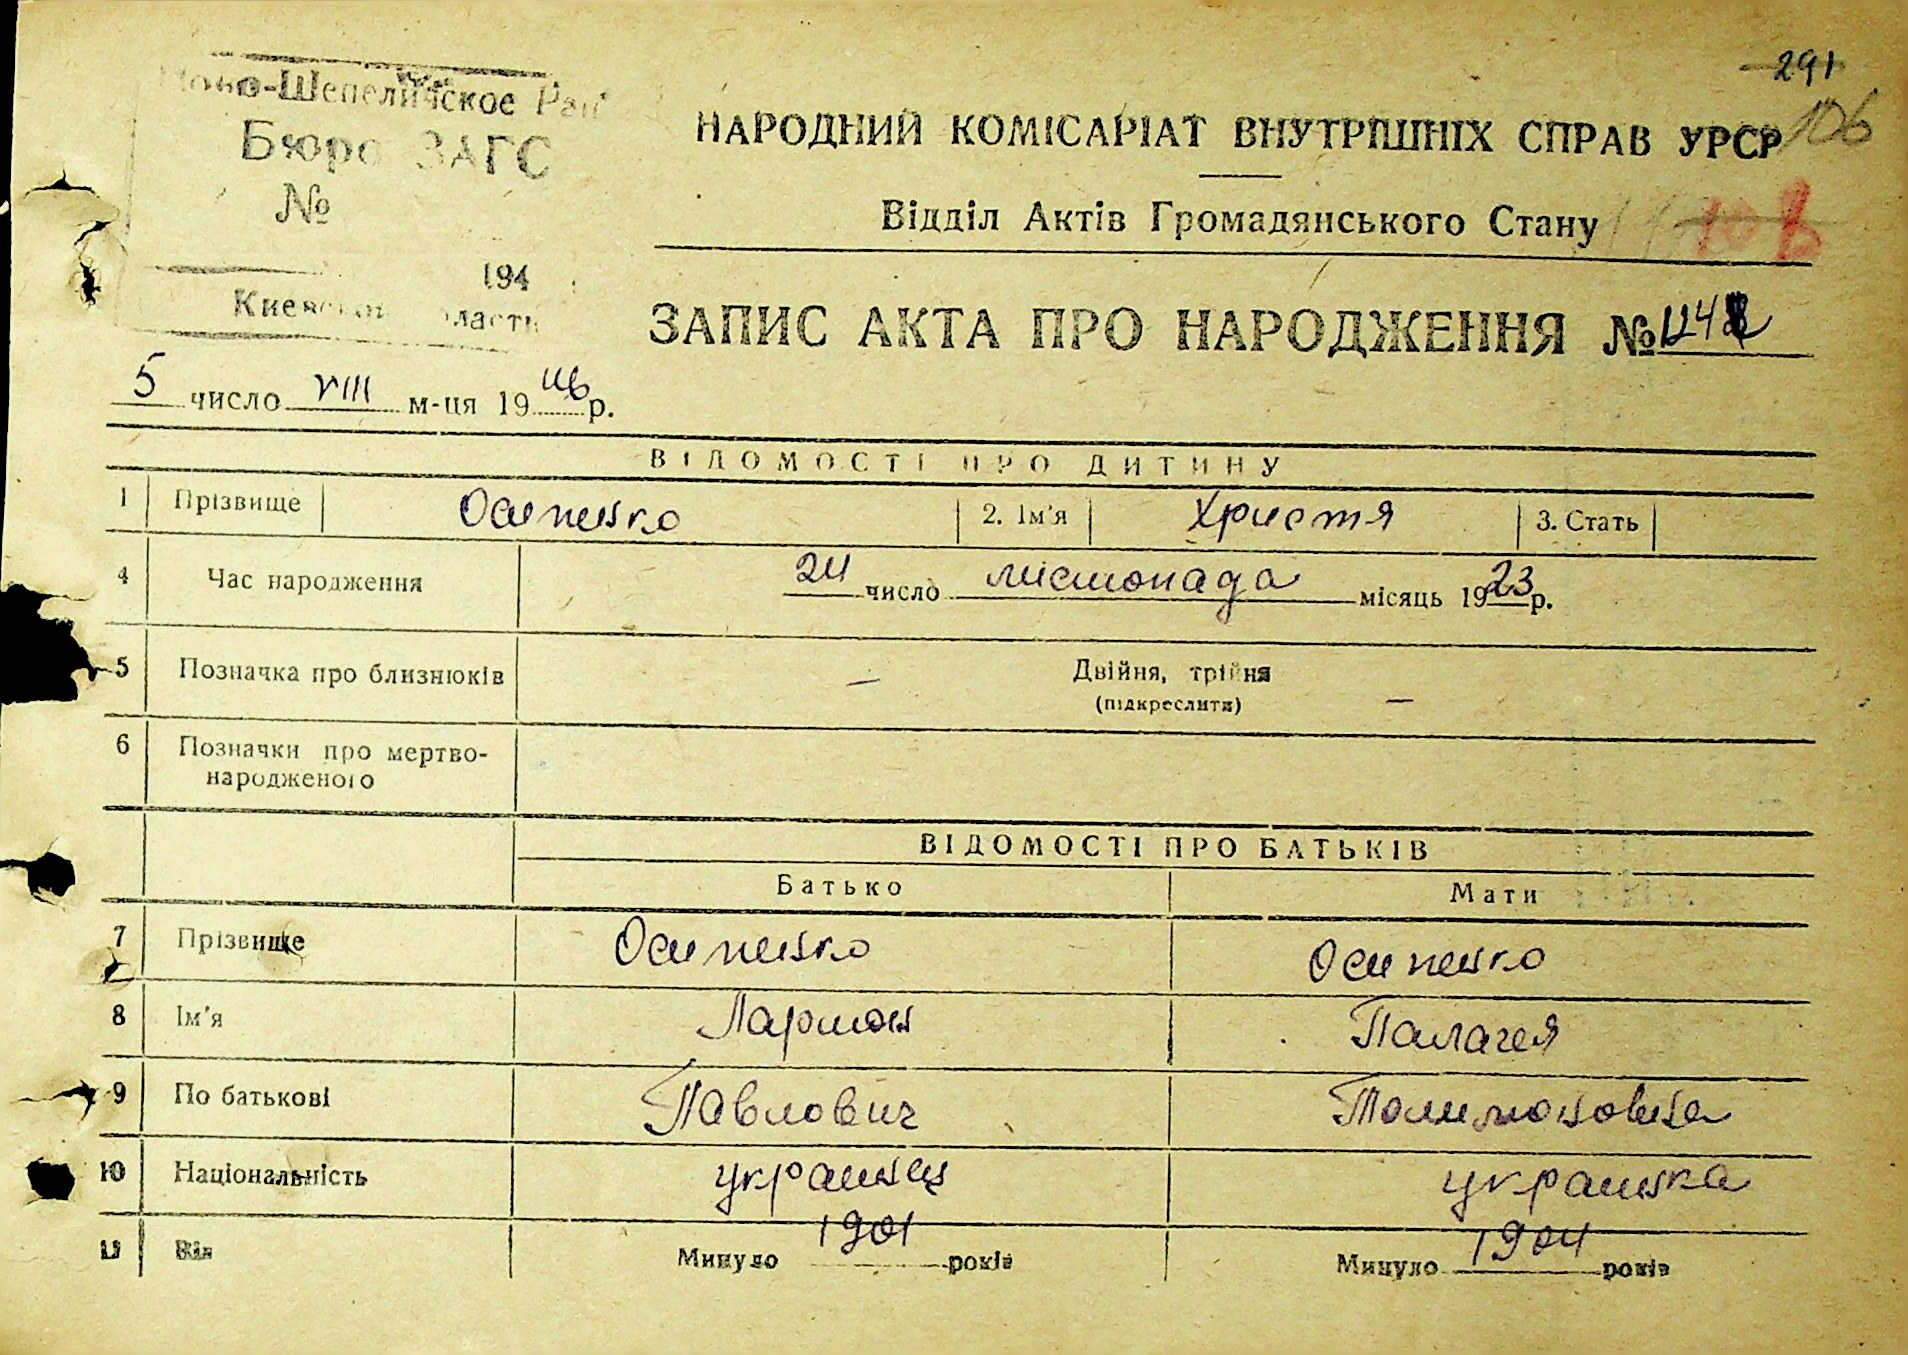 291
106
Ново-Шепеличское Рай
Бюро ЗАГС
№
194
Киевской области
НАРОДНИЙ КОМІСАРІАТ ВНУТРІШНІХ СПРАВ УРСР
Відділ Актів Громадянського Стану
ЗАПИС АКТА ПРО НАРОДЖЕННЯ №
5 число VIII м-ця 1946 р.
ВІДОМОСТІ ПРО ДИТИНУ
1 Прізвище Осипенко 2. Ім'я Христя 3. Стать
4 Час народження 24 число листопада місяць 1923 р.
5 Позначка про близнюків — Двійня, трійня —
(підкреслити)
6 Позначки про мертво-
народженого
ВІДОМОСТІ ПРО БАТЬКІВ
Батько Мати
7 Прізвище Осипенко Осипенко
8 Ім'я Ларион Палагея
9 По батькові Павлович
10 Національність украинец украинка
11 Вік Минуло 1901 років Минуло 1904 років